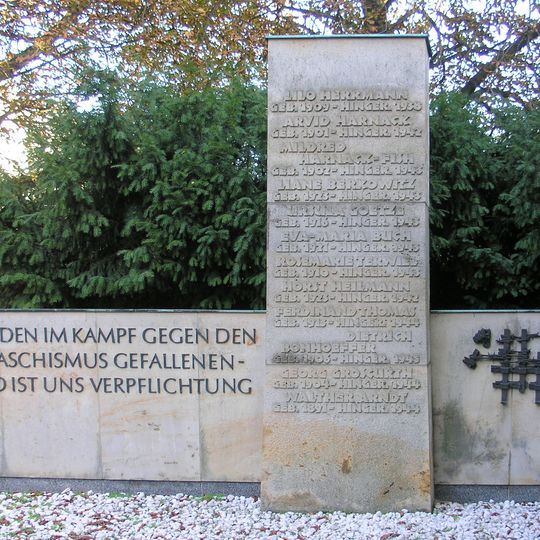 DEN IM KAMPF GEGEN DEN
ASCHISMUS GEFALLENEN-
D IST UNS VERPFLICHTUNG
LILO HERRMANN
GEB. 1909 - HINGER. 1938
ARVID HARNACK
GEB. 1901 - HINGER. 1942
MILDRED
HARNACK-FISH
GEB. 1902 - HINGER. 1943
LIANE BERKOWITZ
GEB. 1923 - HINGER. 1943
URSULA GOETZE
GEB. 1916 - HINGER. 1943
EVA-MARIA BUCH
GEB. 1921 - HINGER. 1943
ROSEMARIE TERWIEL
GEB. 1910 - HINGER. 1943
HORST HEILMANN
GEB. 1923 - HINGER. 1942
FERDINAND THOMAS
GEB. 1913 - HINGER. 1944
DIETRICH
BONHOEFFER
GEB. 1906 - HINGER. 1945
GEORG GROSCURTH
GEB. 1904 - HINGER. 1944
WALTHER ARNDT
GEB. 1891 - HINGER. 1944